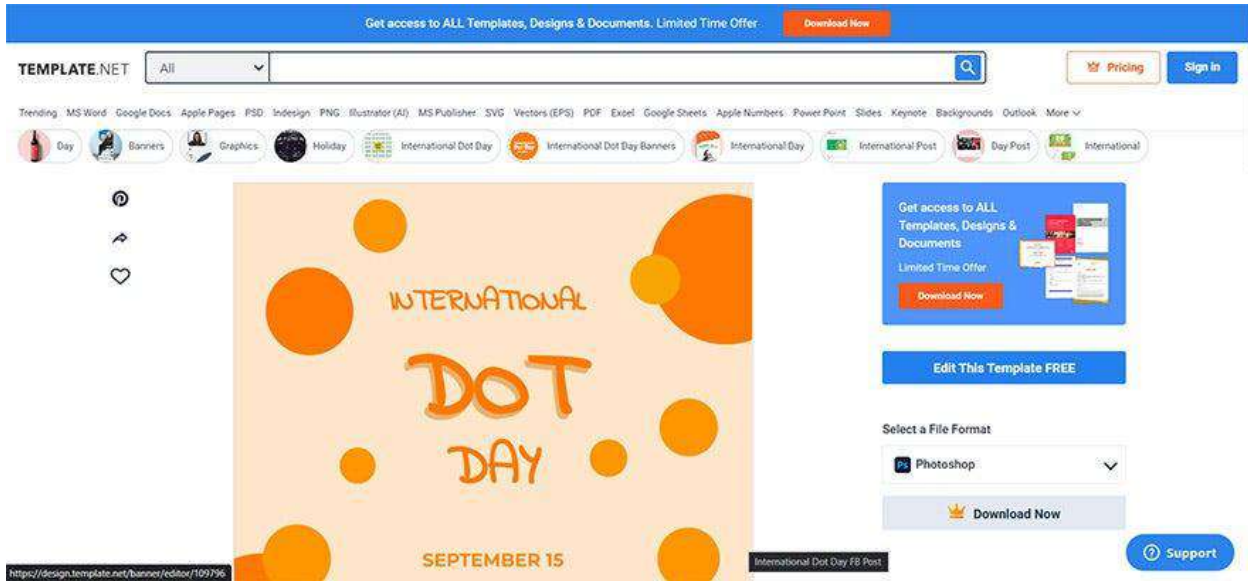 Get access to ALL Templates, Designs & Documents. Limited Time Offer Download Now
TEMPLATE.NET All Pricing Sign in
Trending MS Word Google Docs Apple Pages PSD Indesign PNG Illustrator (AI) MS Publisher SVG Vectors (EPS) PDF Excel Google Sheets Apple Numbers Power Point Slides Keynote Backgrounds Outlook More
Day Banners Graphics Holiday International Dot Day International Dot Day Banners International Day International Post Day Post International
INTERNATIONAL
DOT
DAY
SEPTEMBER 15
Get access to ALL
Templates, Designs &
Documents
Limited Time Offer
Download Now
Edit This Template FREE
Select a File Format
Ps Photoshop
Download Now
Support
International Dot Day FB Post
https://design.template.net/banner/editor/109796